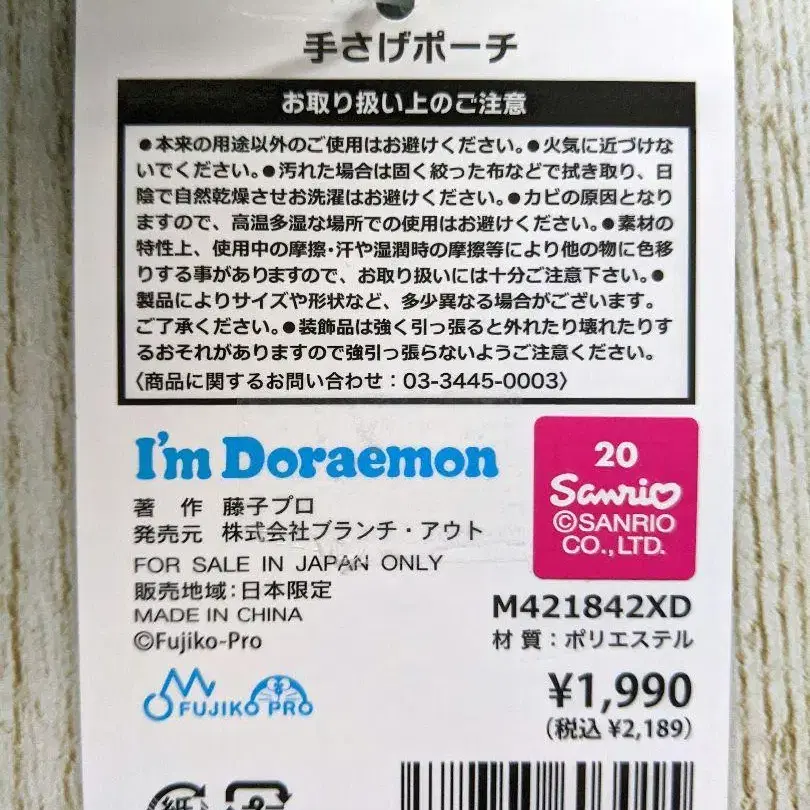 手さげポーチ
お取り扱い上のご注意
●本来の用途以外のご使用はお避けください。●火気に近づけな
いでください。●汚れた場合は固く絞った布などで拭き取り、日
陰で自然乾燥させお洗濯はお避けください。●カビの原因となり
ますので、高温多湿な場所での使用はお避けください。●素材の
特性上、使用中の摩擦・汗や湿潤時の摩擦等により他の物に色移
りする事がありますので、お取り扱いには十分ご注意下さい。●
製品によりサイズや形状など、多少異なる場合がございます。
ご了承ください。●装飾品は強く引っ張ると外れたり壊れたりす
るおそれがありますので強引っ張らないようご注意ください。
〈商品に関するお問い合わせ：03-3445-0003〉
I'm Doraemon
著 作 藤子プロ
発売元 株式会社ブランチ・アウト
FOR SALE IN JAPAN ONLY
販売地域：日本限定
MADE IN CHINA
©Fujiko-Pro
FUJIKO PRO
20
Sanrio
©SANRIO
CO.,LTD.
M421842XD
材質：ポリエステル
¥1,990
(税込 ¥2,189)
紙
プラ